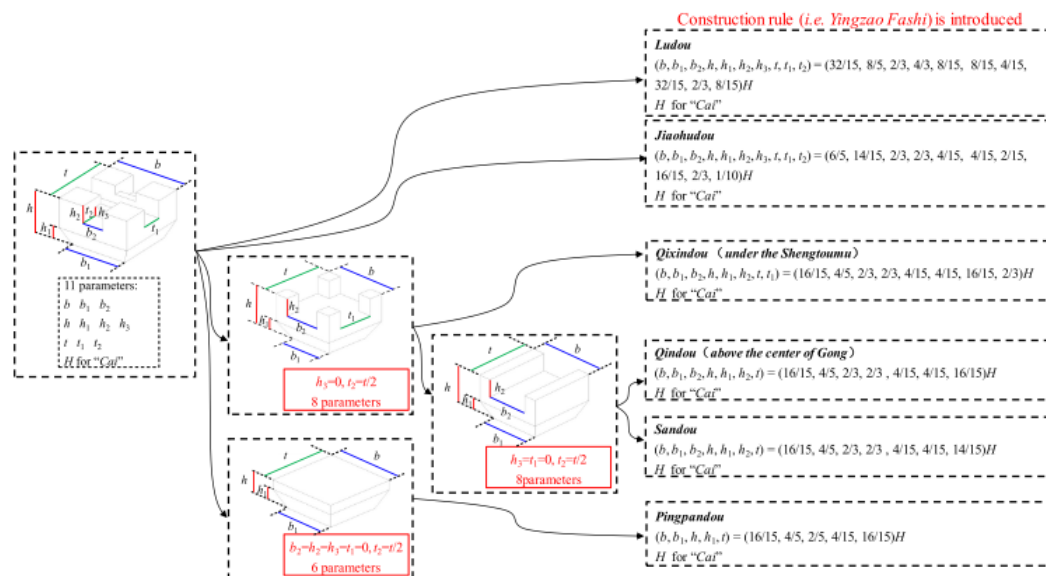 Construction rule (i.e. Yingzao Fashi) is introduced
Ludou
(b, b₁, b₂, h, h₁, h₂, h₃, t, t₁, t₂) = (32/15, 8/5, 2/3, 4/3, 8/15, 8/15, 4/15,
32/15, 2/3, 8/15)H
H for “Cai”
Jiaohudou
(b, b₁, b₂, h, h₁, h₂, h₃, t, t₁, t₂) = (6/5, 14/15, 2/3, 2/3, 4/15, 4/15, 2/15,
16/15, 2/3, 1/10)H
H for “Cai”
t
b
h
h₁
h₂
t₂
h₃
b₂
t₁
b₁
11 parameters:
b b₁ b₂
h h₁ h₂ h₃
t t₁ t₂
H for “Cai”
Qixindou （under the Shengtoumu）
(b, b₁, b₂, h, h₁, h₂, t, t₁) = (16/15, 4/5, 2/3, 2/3, 4/15, 4/15, 16/15, 2/3)H
H for “Cai”
t
b
h
h₂
b₂
t₁
b₁
h₃=0, t₂=t/2
8 parameters
Qindou （above the center of Gong）
(b, b₁, b₂, h, h₁, h₂, t) = (16/15, 4/5, 2/3, 2/3 , 4/15, 4/15, 16/15)H
H for “Cai”
t
b
h
h₂
b₂
h₃=t₁=0, t₂=t/2
8parameters
Sandou
(b, b₁, b₂, h, h₁, h₂, t) = (16/15, 4/5, 2/3, 2/3 , 4/15, 4/15, 14/15)H
H for “Cai”
t
b
h
h₁
b₁
b₂=h₂=h₃=t₁=0, t₂=t/2
6 parameters
Pingpandou
(b, b₁, h, h₁, t) = (16/15, 4/5, 2/5, 4/15, 16/15)H
H for “Cai”